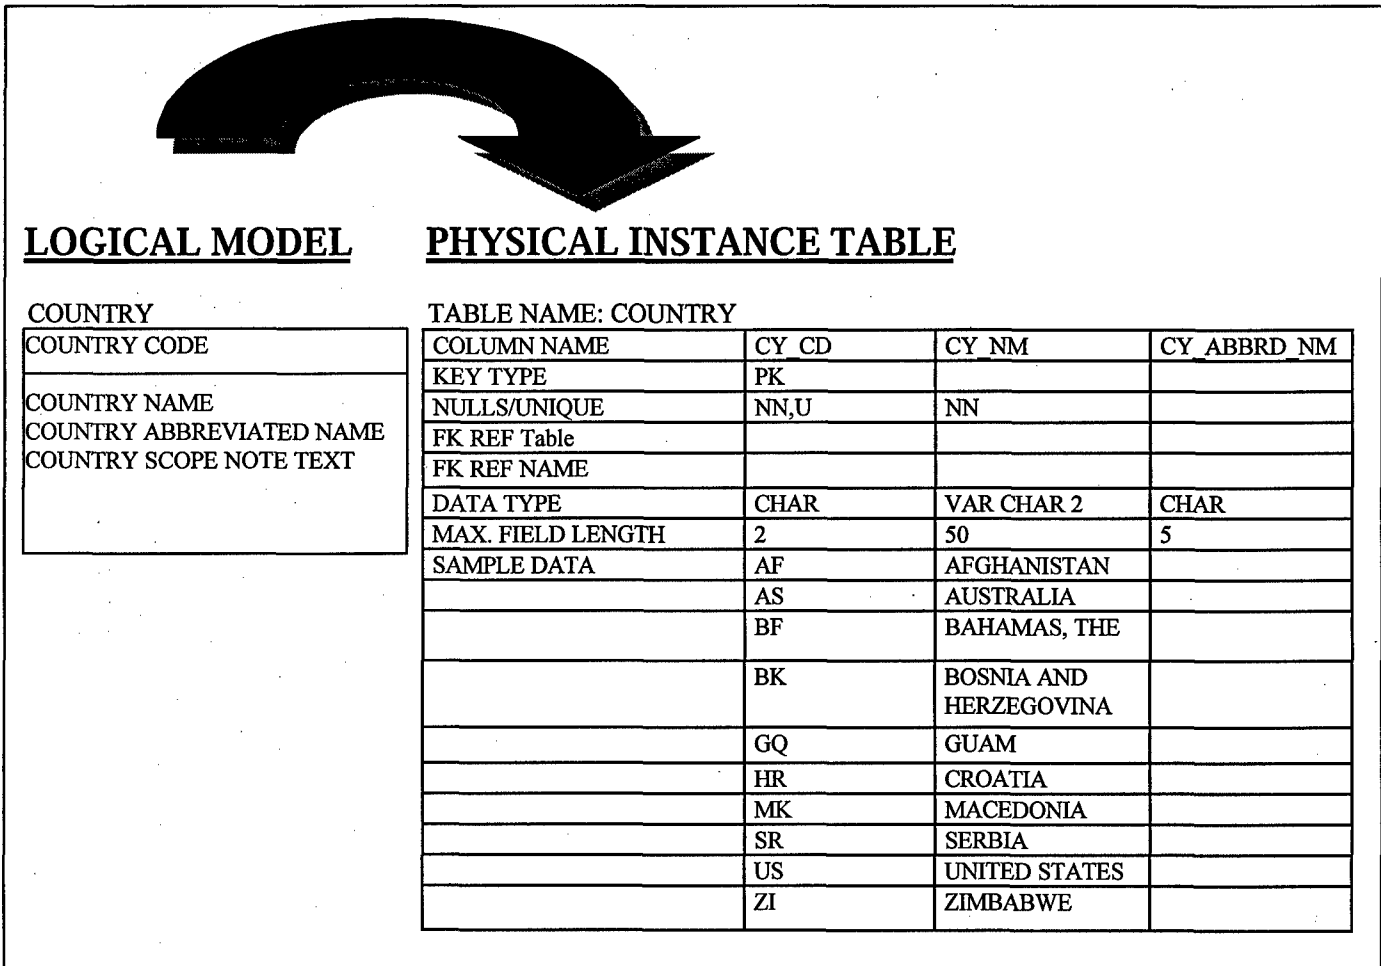 LOGICAL MODEL
PHYSICAL INSTANCE TABLE
COUNTRY
COUNTRY CODE
COUNTRY NAME
COUNTRY ABBREVIATED NAME
COUNTRY SCOPE NOTE TEXT
TABLE NAME: COUNTRY
COLUMN NAME CY_CD CY_NM CY_ABBRD_NM
KEY TYPE PK
NULLS/UNIQUE NN,U NN
FK REF Table
FK REF NAME
DATA TYPE CHAR VAR CHAR 2 CHAR
MAX. FIELD LENGTH 2 50 5
SAMPLE DATA AF AFGHANISTAN
AS AUSTRALIA
BF BAHAMAS, THE
BK BOSNIA AND
HERZEGOVINA
GQ GUAM
HR CROATIA
MK MACEDONIA
SR SERBIA
US UNITED STATES
ZI ZIMBABWE